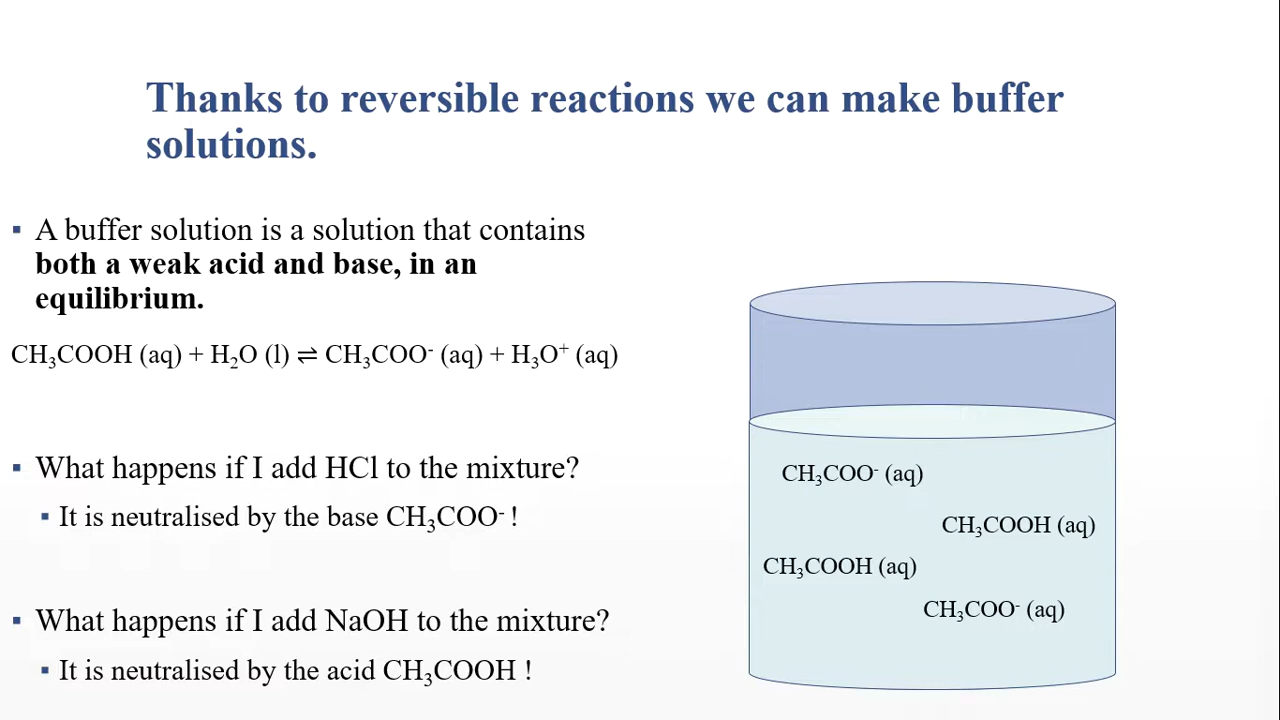 Thanks to reversible reactions we can make buffer
solutions.
▪ A buffer solution is a solution that contains
both a weak acid and base, in an
equilibrium.
CH₃COOH (aq) + H₂O (l) ⇌ CH₃COO⁻ (aq) + H₃O⁺ (aq)
▪ What happens if I add HCl to the mixture?
▪ It is neutralised by the base CH₃COO⁻ !
▪ What happens if I add NaOH to the mixture?
▪ It is neutralised by the acid CH₃COOH !
CH₃COO⁻ (aq)
CH₃COOH (aq)
CH₃COOH (aq)
CH₃COO⁻ (aq)